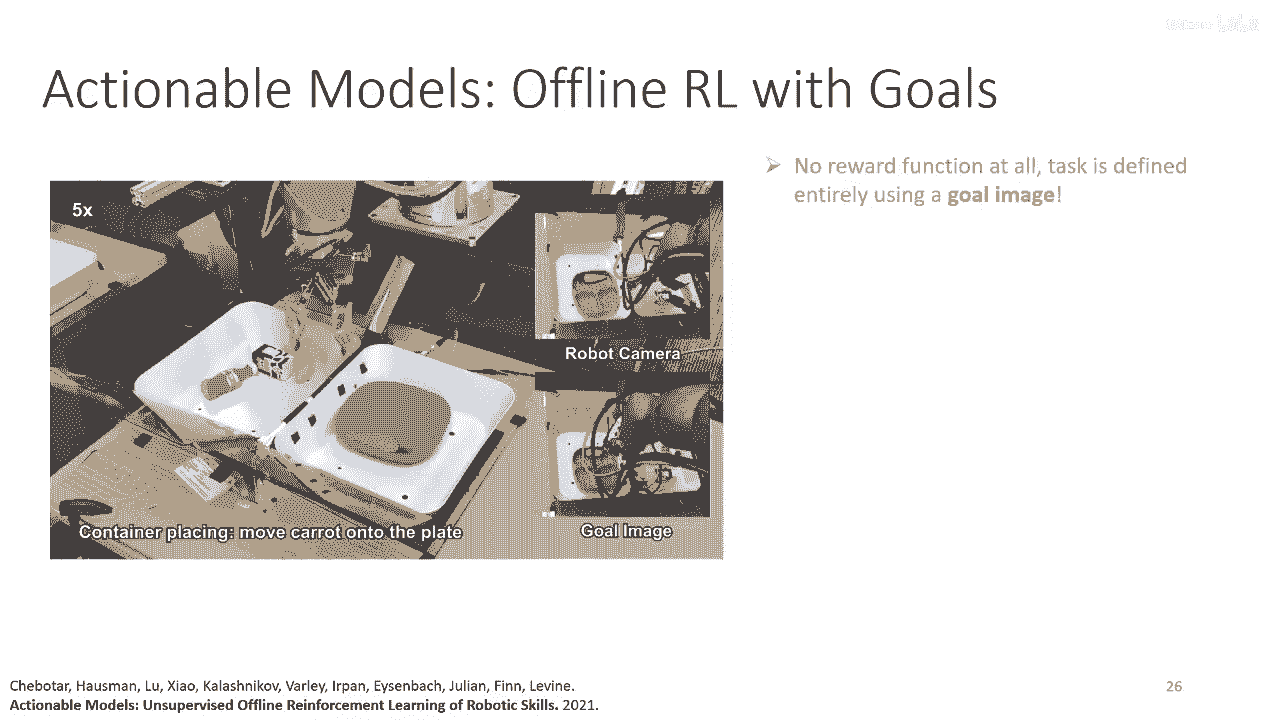 Actionable Models: Offline RL with Goals
➢ No reward function at all, task is defined
entirely using a goal image!
5x
Robot Camera
Container placing: move carrot onto the plate
Goal Image
Chebotar, Hausman, Lu, Xiao, Kalashnikov, Varley, Irpan, Eysenbach, Julian, Finn, Levine.
Actionable Models: Unsupervised Offline Reinforcement Learning of Robotic Skills. 2021.
26